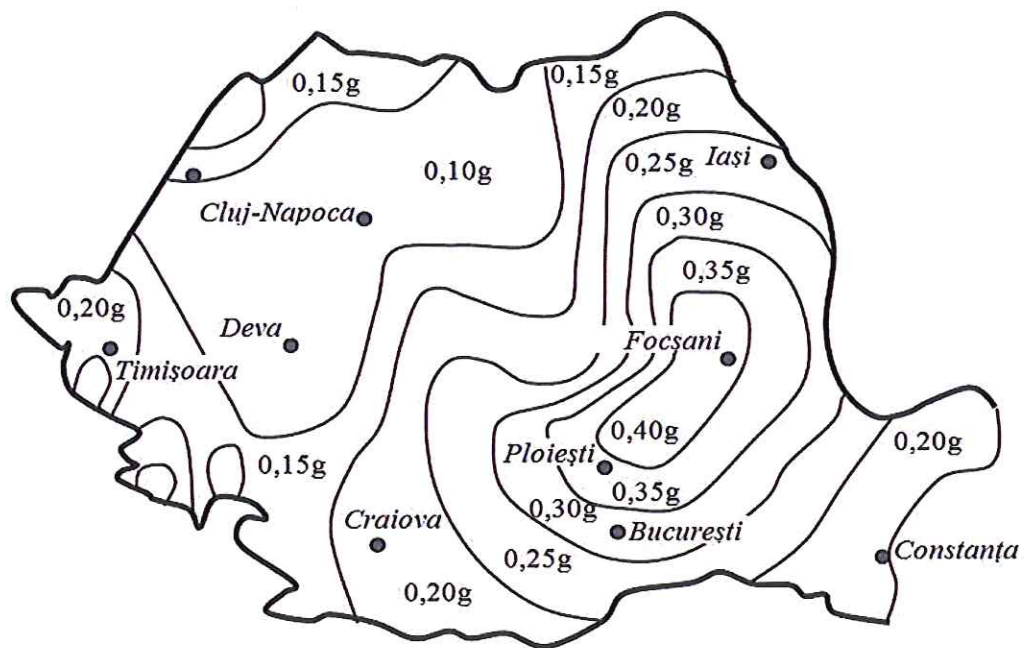 0,15g
0,15g
0,20g
0,25g
Iași
0,10g
Cluj-Napoca
0,30g
0,35g
0,20g
Deva
Focșani
Timișoara
0,40g
0,20g
Ploiești
0,15g
0,35g
0,30g
Craiova
București
0,25g
Constanța
0,20g